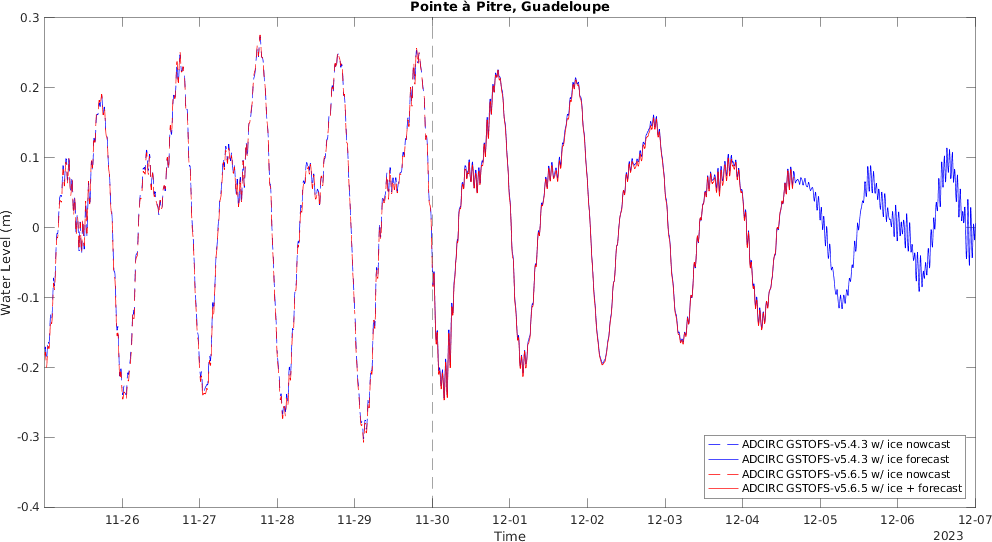 Pointe à Pitre, Guadeloupe
0.3
0.2
0.1
0
-0.1
-0.2
-0.3
-0.4
Water Level (m)
ADCIRC GSTOFS-v5.4.3 w/ ice nowcast
ADCIRC GSTOFS-v5.4.3 w/ ice forecast
ADCIRC GSTOFS-v5.6.5 w/ ice nowcast
ADCIRC GSTOFS-v5.6.5 w/ ice + forecast
11-26 11-27 11-28 11-29 11-30 12-01 12-02 12-03 12-04 12-05 12-06 12-07
Time
2023